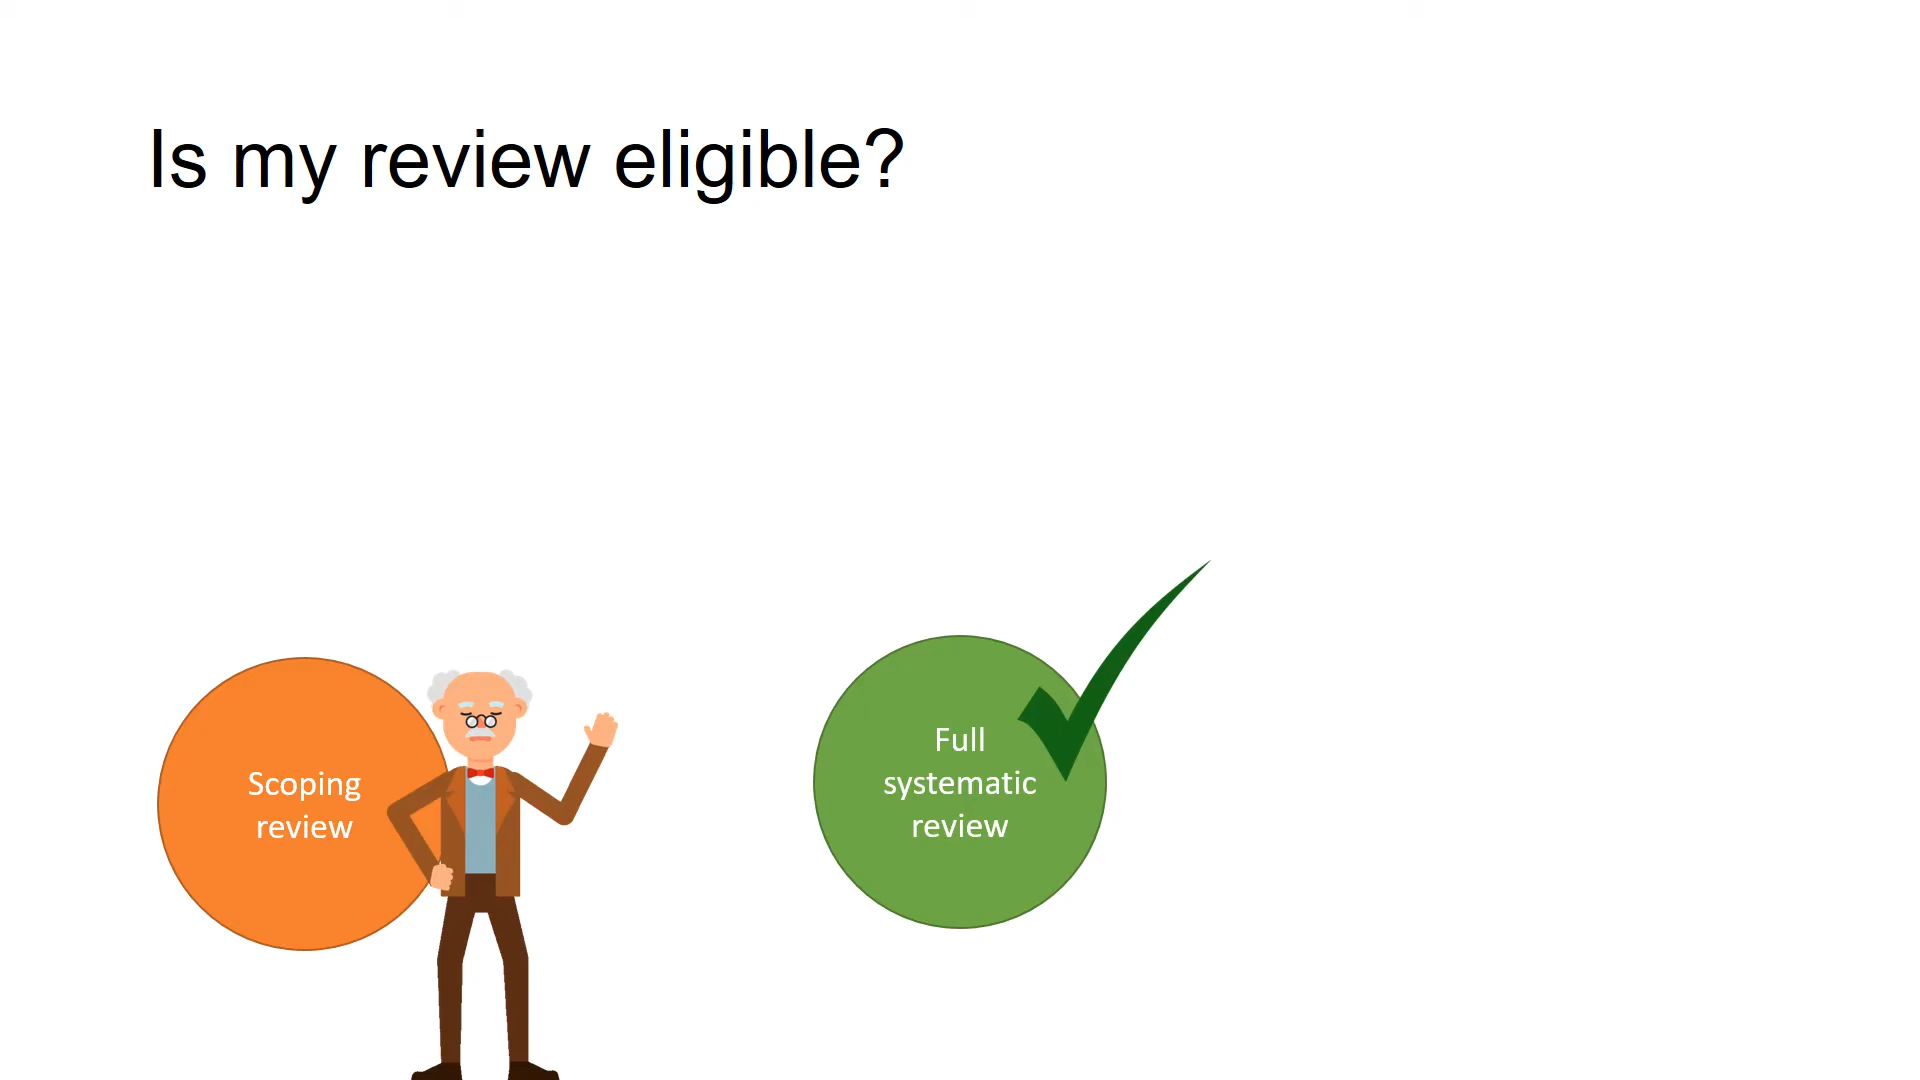 Is my review eligible?
Scoping
review
Full
systematic
review